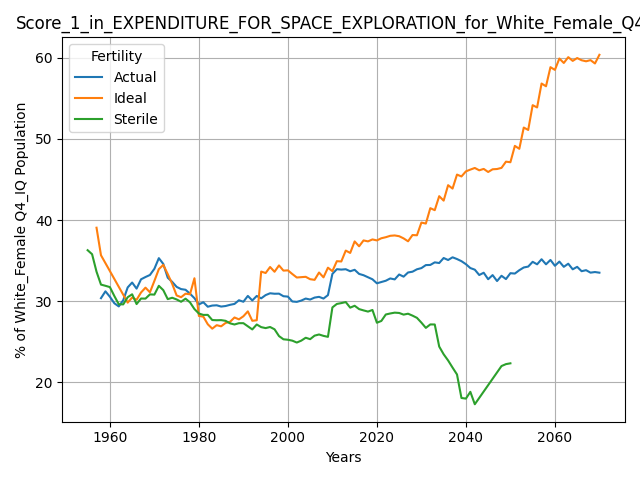 Score_1_in_EXPENDITURE_FOR_SPACE_EXPLORATION_for_White_Female_Q4
Fertility
Actual
Ideal
Sterile
% of White_Female Q4_IQ Population
60
50
40
30
20
1960
1980
2000
2020
2040
2060
Years